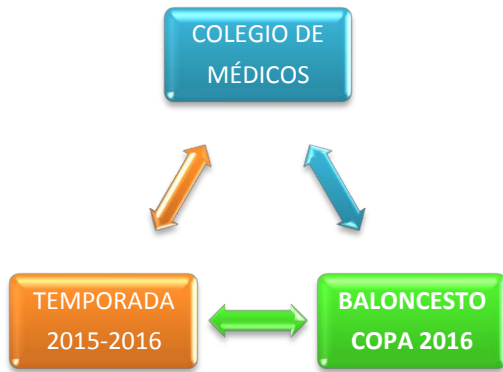 COLEGIO DE
MÉDICOS
TEMPORADA
2015-2016
BALONCESTO
COPA 2016